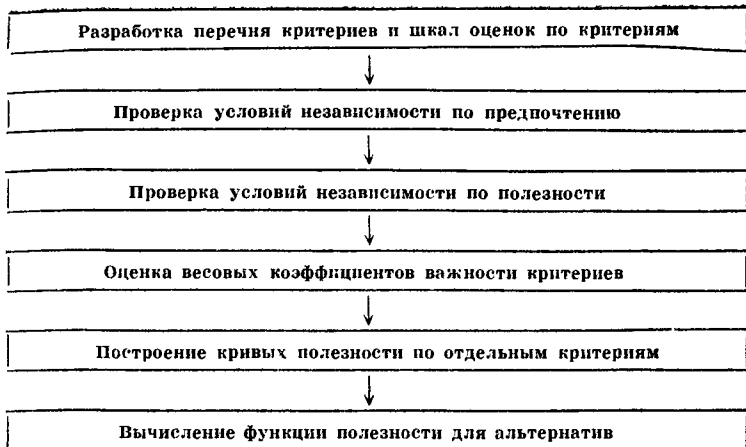 Разработка перечня критериев и шкал оценок по критериям
Проверка условий независимости по предпочтению
Проверка условий независимости по полезности
Оценка весовых коэффициентов важности критериев
Построение кривых полезности по отдельным критериям
Вычисление функции полезности для альтернатив